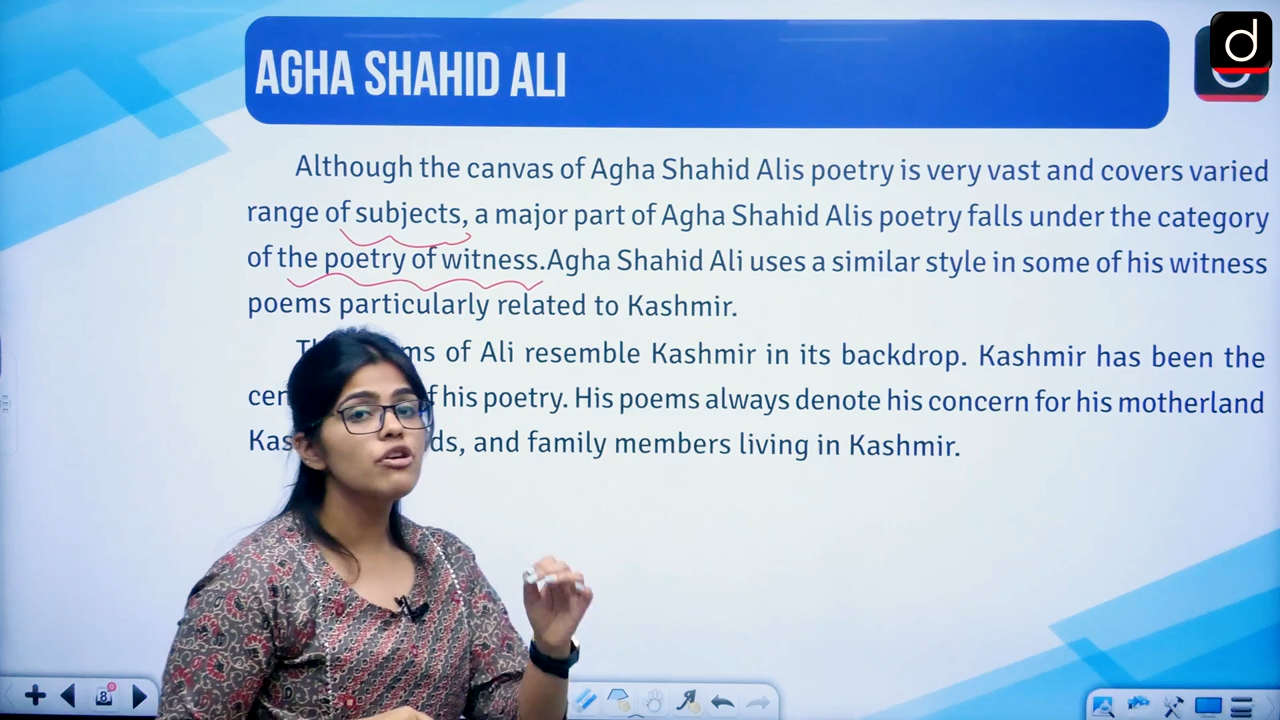 AGHA SHAHID ALI
d
Although the canvas of Agha Shahid Alis poetry is very vast and covers varied
range of subjects, a major part of Agha Shahid Alis poetry falls under the category
of the poetry of witness.Agha Shahid Ali uses a similar style in some of his witness
poems particularly related to Kashmir.
of Ali resemble Kashmir in its backdrop. Kashmir has been the
his poetry. His poems always denote his concern for his motherland
and family members living in Kashmir.
8